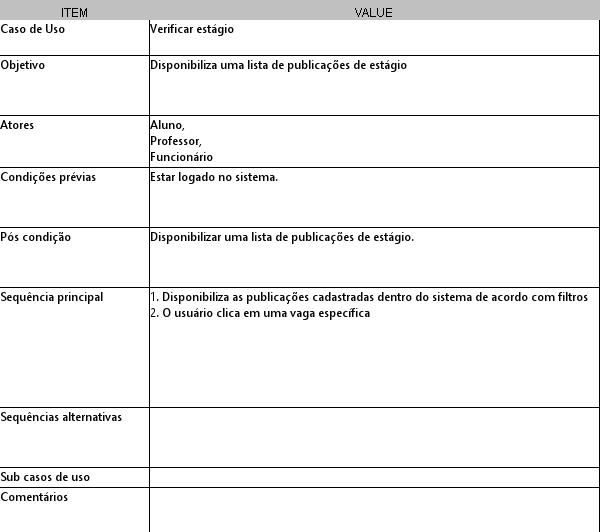 ITEM VALUE
Caso de Uso Verificar estágio
Objetivo Disponibiliza uma lista de publicações de estágio
Atores Aluno,
Professor,
Funcionário
Condições prévias Estar logado no sistema.
Pós condição Disponibilizar uma lista de publicações de estágio.
Sequência principal 1. Disponibiliza as publicações cadastradas dentro do sistema de acordo com filtros
2. O usuário clica em uma vaga específica
Sequências alternativas
Sub casos de uso
Comentários